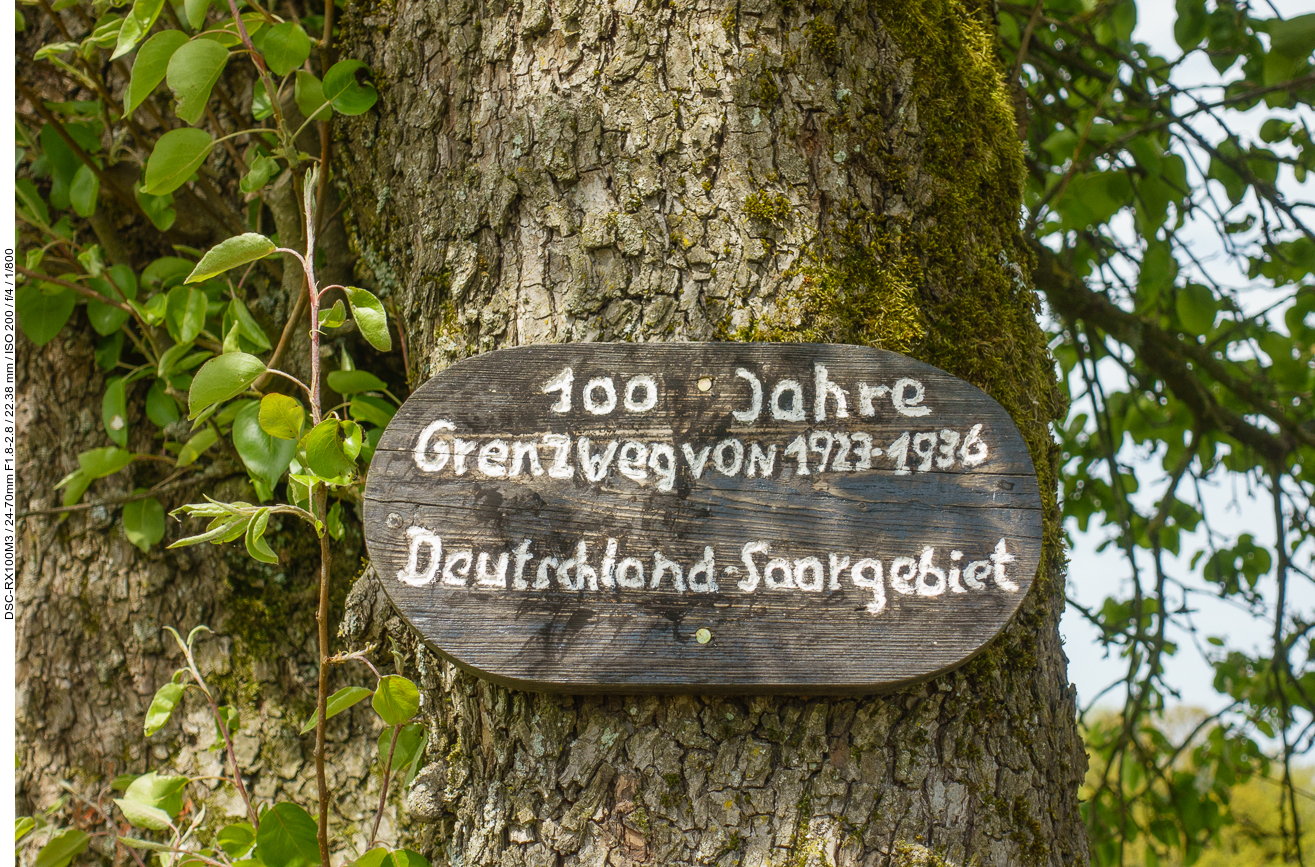 100 Jahre
Grenzweg von 1923-1936
Deutschland-Saargebiet
DSC-RX100M3 / 24-70mm F1.8-2.8 / 22.38 mm / ISO 200 / f/4 / 1/800